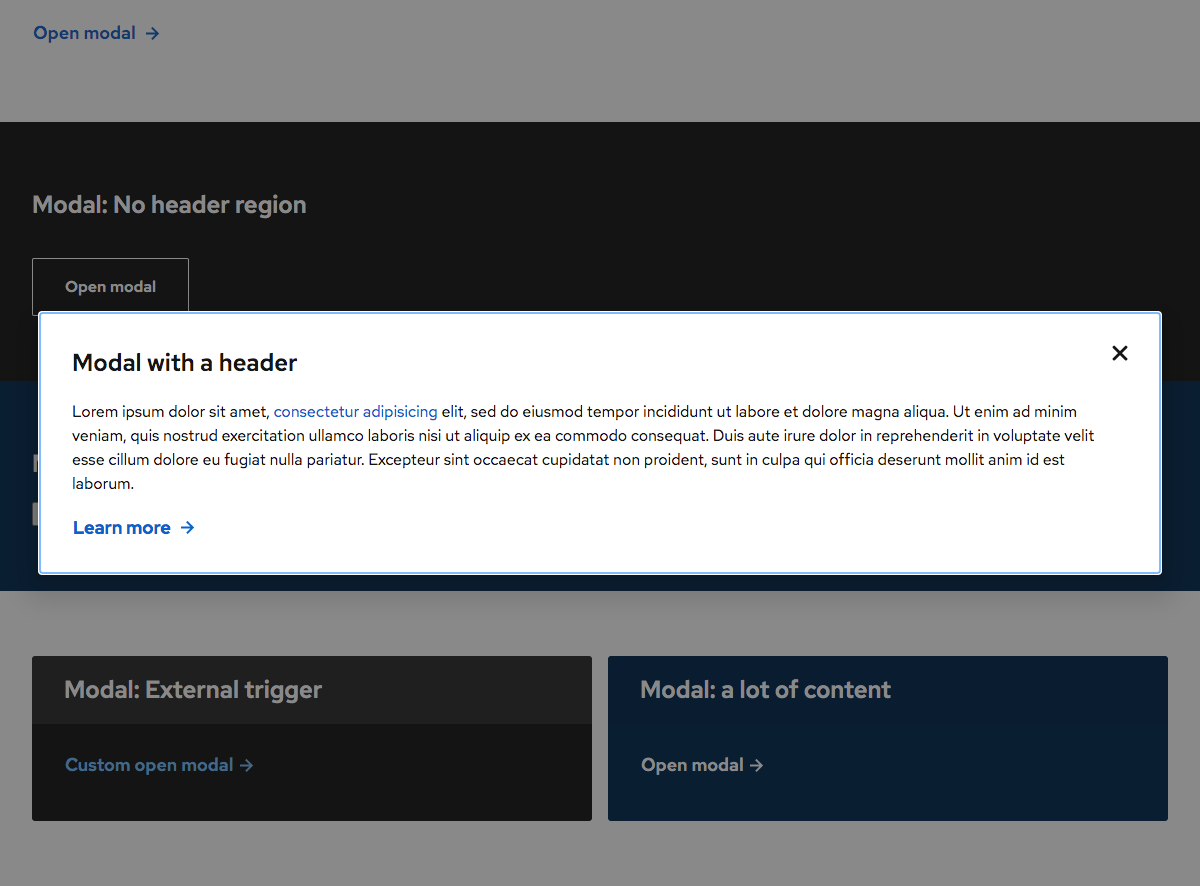 Open modal →
Modal: No header region
Open modal
Modal with a header
Lorem ipsum dolor sit amet, consectetur adipisicing elit, sed do eiusmod tempor incididunt ut labore et dolore magna aliqua. Ut enim ad minim
veniam, quis nostrud exercitation ullamco laboris nisi ut aliquip ex ea commodo consequat. Duis aute irure dolor in reprehenderit in voluptate velit
esse cillum dolore eu fugiat nulla pariatur. Excepteur sint occaecat cupidatat non proident, sunt in culpa qui officia deserunt mollit anim id est
laborum.
Learn more →
Modal: External trigger
Custom open modal →
Modal: a lot of content
Open modal →